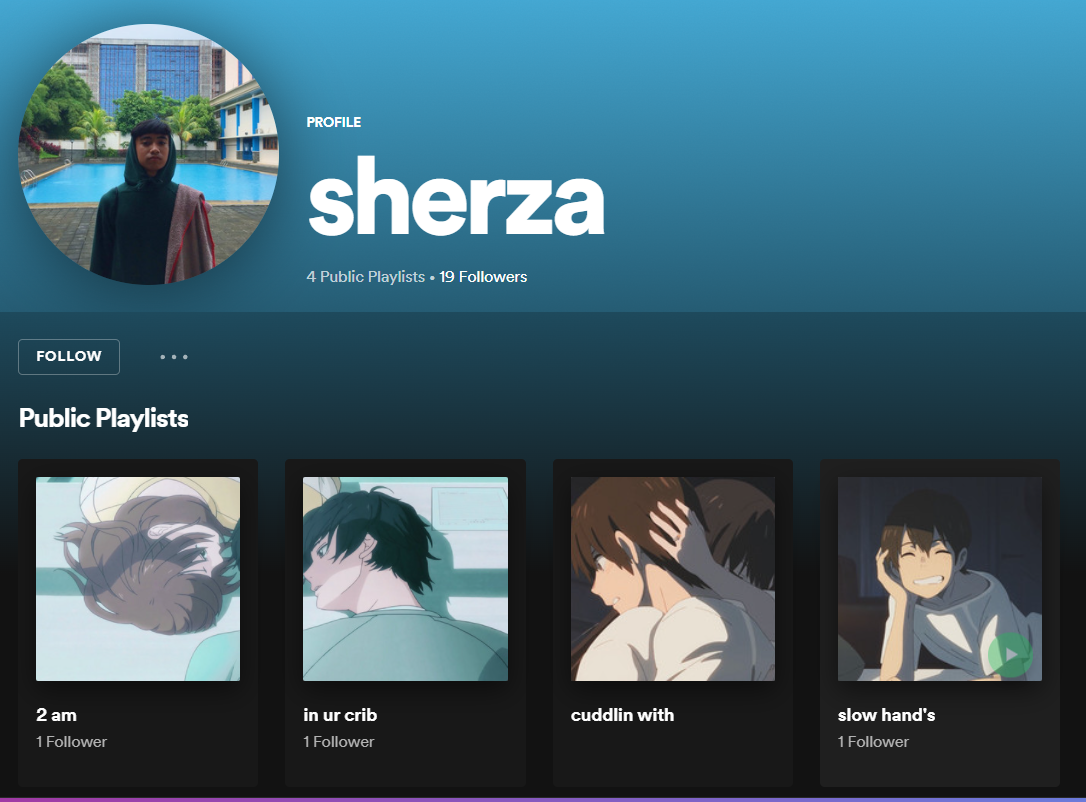 PROFILE
sherza
4 Public Playlists • 19 Followers
FOLLOW
Public Playlists
2 am
1 Follower
in ur crib
1 Follower
cuddlin with
slow hand's
1 Follower